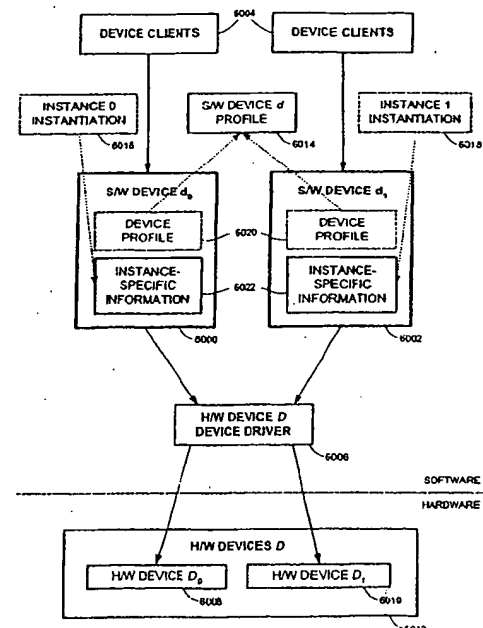 6004
DEVICE CLIENTS
DEVICE CLIENTS
INSTANCE 0
INSTANTIATION
6016
S/W DEVICE d
PROFILE
6014
INSTANCE 1
INSTANTIATION
6018
S/W DEVICE d0
DEVICE
PROFILE
INSTANCE-
SPECIFIC
INFORMATION
6000
6020
6022
S/W DEVICE d1
DEVICE
PROFILE
INSTANCE-
SPECIFIC
INFORMATION
6002
H/W DEVICE D
DEVICE DRIVER
6006
SOFTWARE
HARDWARE
H/W DEVICES D
H/W DEVICE D0
6008
H/W DEVICE D1
6010